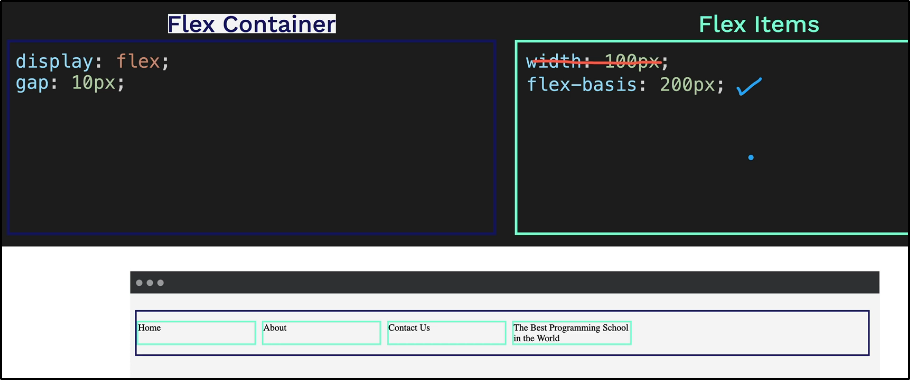 Flex Container
Flex Items
display: flex;
gap: 10px;
width: 100px;
flex-basis: 200px;
Home
About
Contact Us
The Best Programming School
in the World